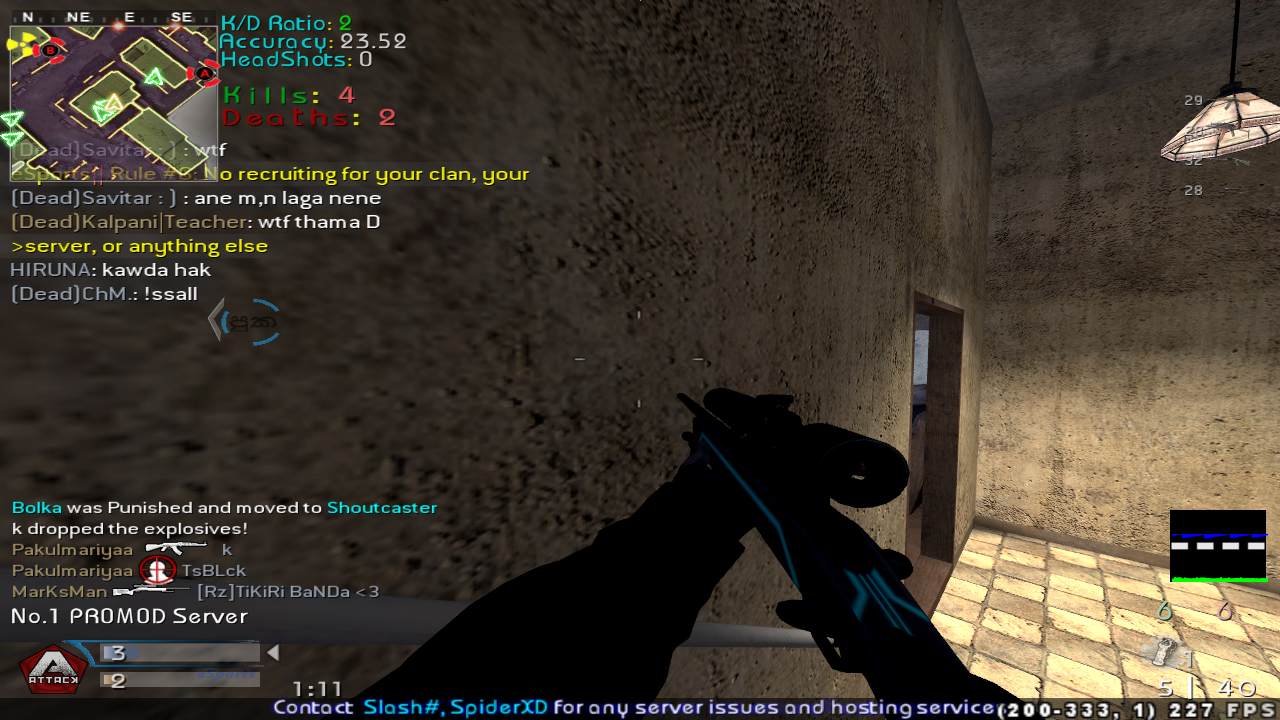 N NE E SE
K/D Ratio: 2
Accuracy: 23.52
HeadShots: 0
Kills: 4
Deaths: 2
B
A
(Dead)Savitar : ) : wtf
Rule #6: No recruiting for your clan, your
(Dead)Savitar : ) : ane m,n laga nene
(Dead)Kalpani|Teacher: wtf thama D
>server, or anything else
HIRUNA: kawda hak
(Dead)ChM.: !ssall
29
32
28
Bolka was Punished and moved to Shoutcaster
k dropped the explosives!
Pakulmariyaa k
Pakulmariyaa TsBLck
MarKsMan [Rz]TiKiRi BaNDa <3
No.1 PROMOD Server
ATTACK
3
2
1:11
6 6
1
5 | 40
Contact Slash#, SpiderXD for any server issues and hosting service
(200-333, 1) 227 FPS